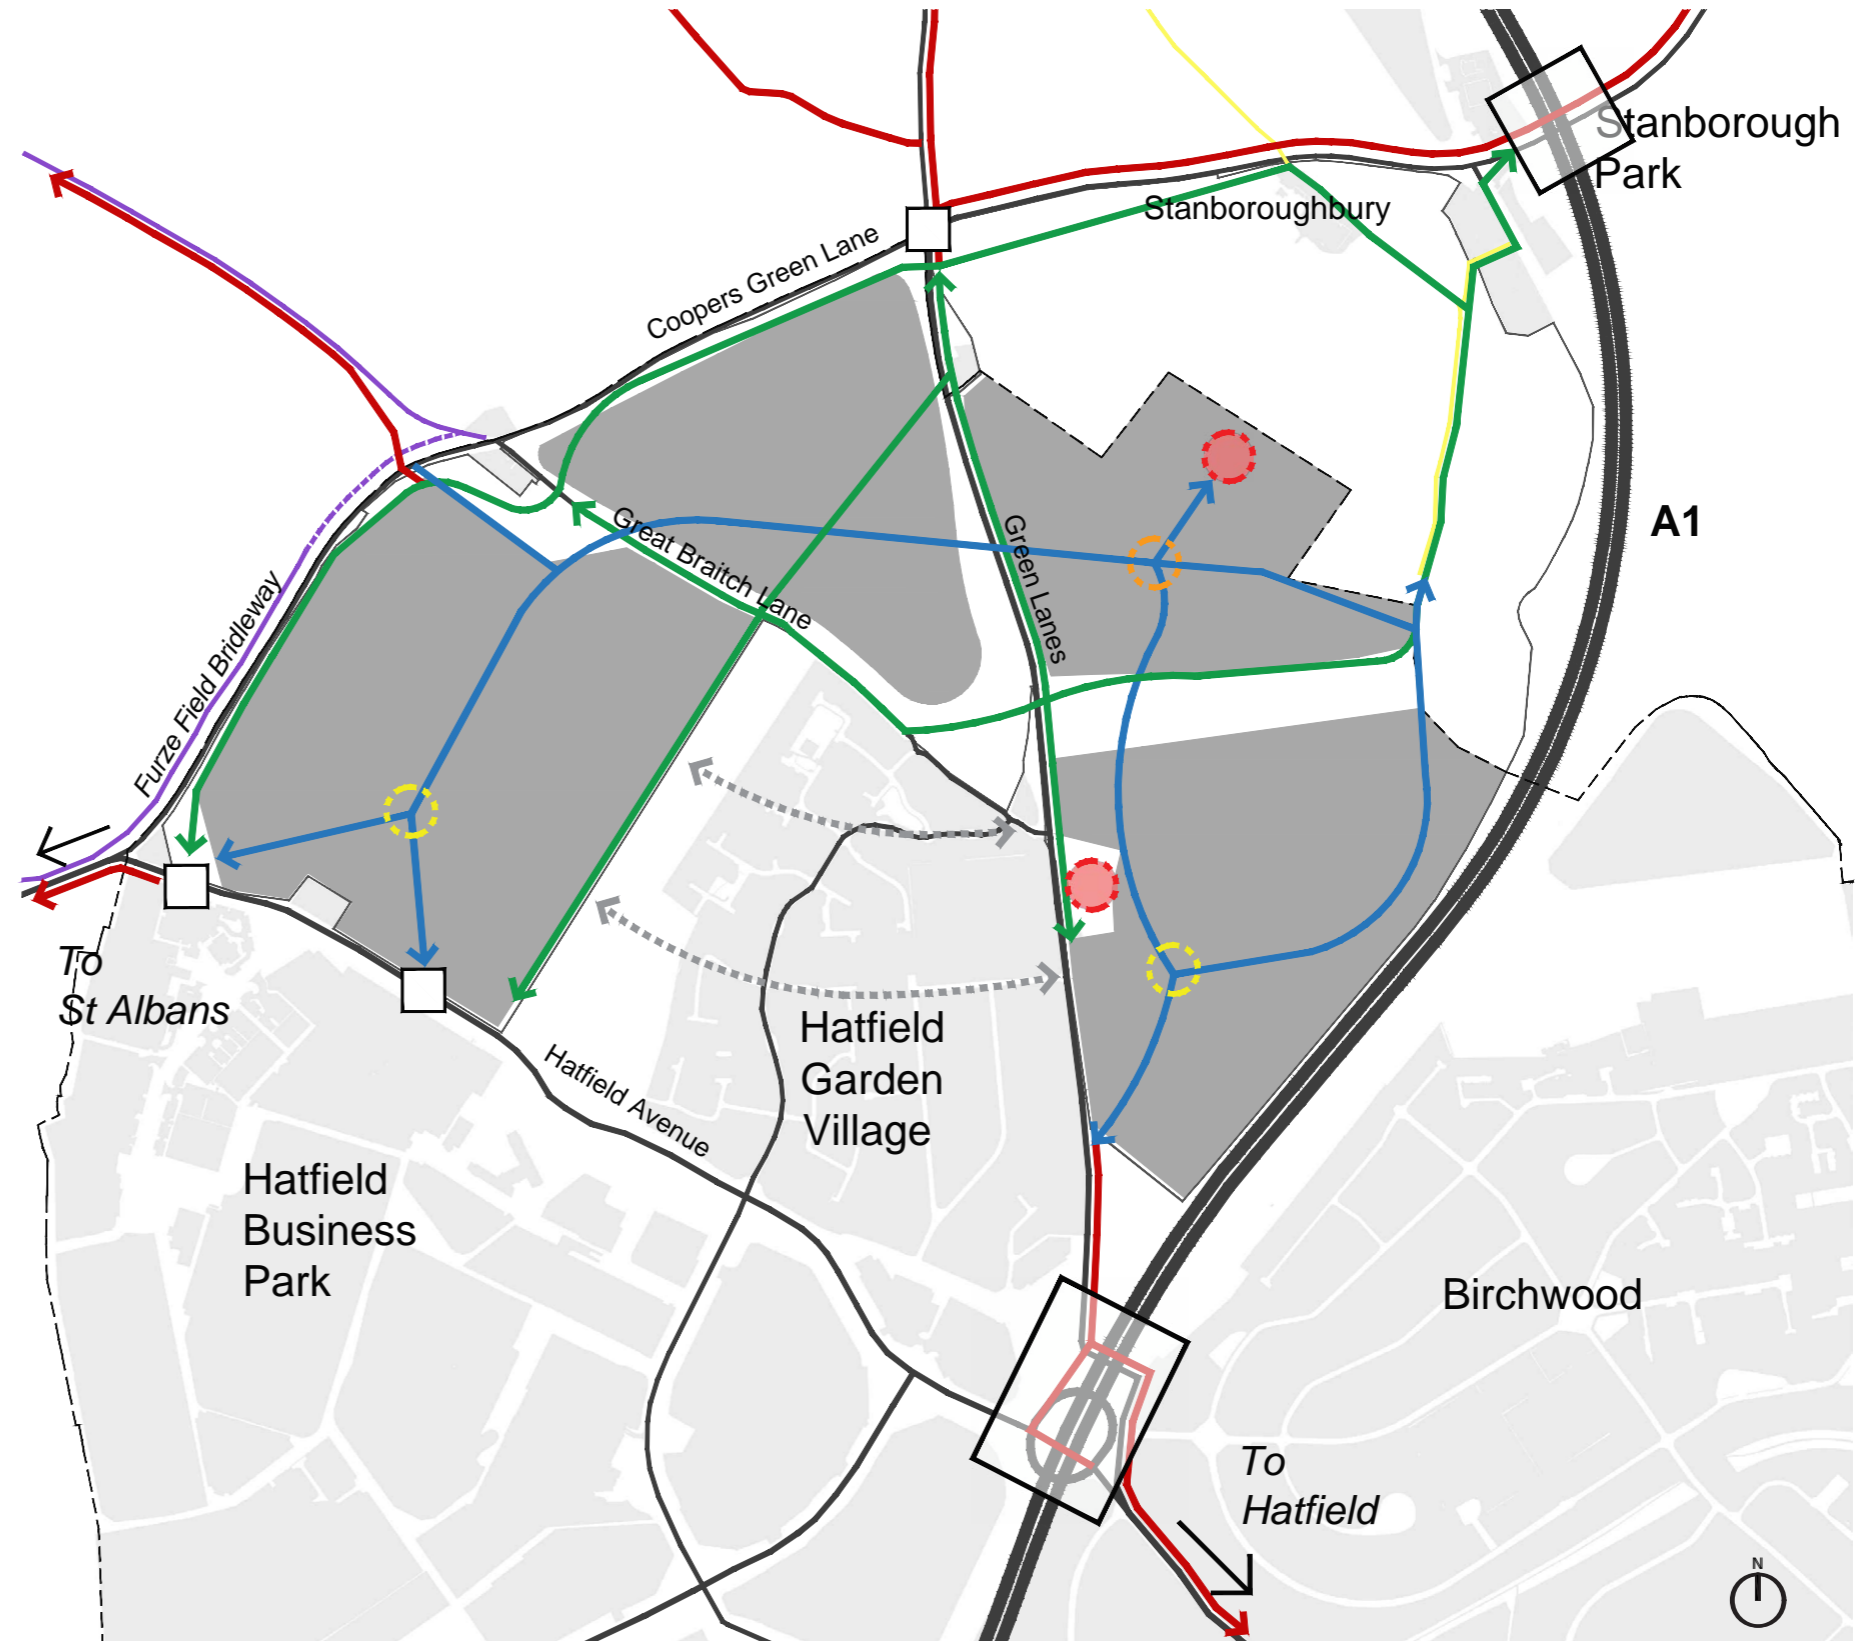 Stanborough
Park
Stanboroughbury
Coopers Green Lane
A1
Great Braitch Lane
Green Lanes
Furze Field Bridleway
To
St Albans
Hatfield
Garden
Village
Hatfield Avenue
Hatfield
Business
Park
Birchwood
To
Hatfield
N